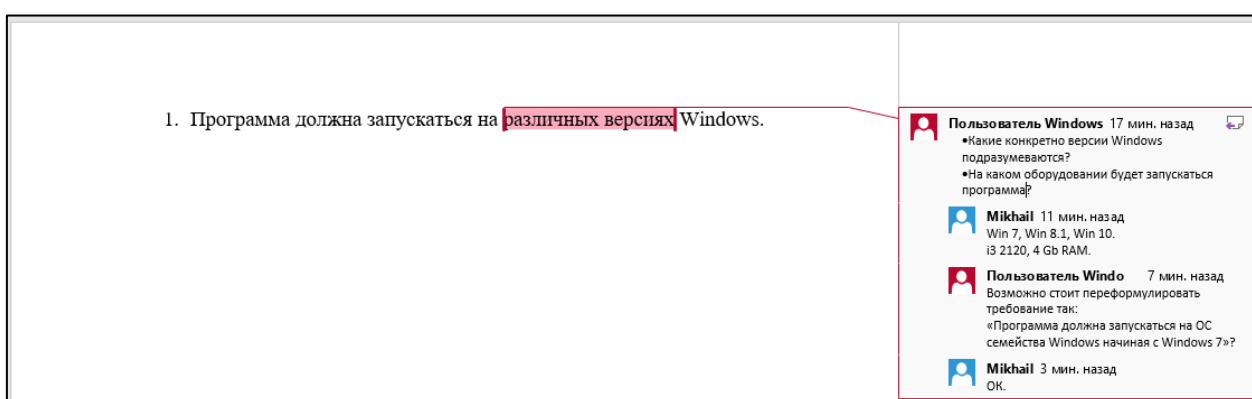 1. Программа должна запускаться на различных версиях Windows.
Пользователь Windows 17 мин. назад
•Какие конкретно версии Windows
подразумеваются?
•На каком оборудовании будет запускаться
программа?
Mikhail 11 мин. назад
Win 7, Win 8.1, Win 10.
i3 2120, 4 Gb RAM.
Пользователь Windo 7 мин. назад
Возможно стоит переформулировать
требование так:
«Программа должна запускаться на ОС
семейства Windows начиная с Windows 7»?
Mikhail 3 мин. назад
ОК.